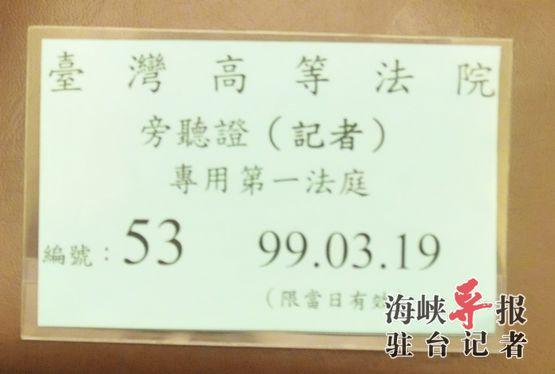 臺灣高等法院
旁聽證（記者）
專用第一法庭
編號：53 99.03.19
（限當日有效
海峡导报
驻台记者